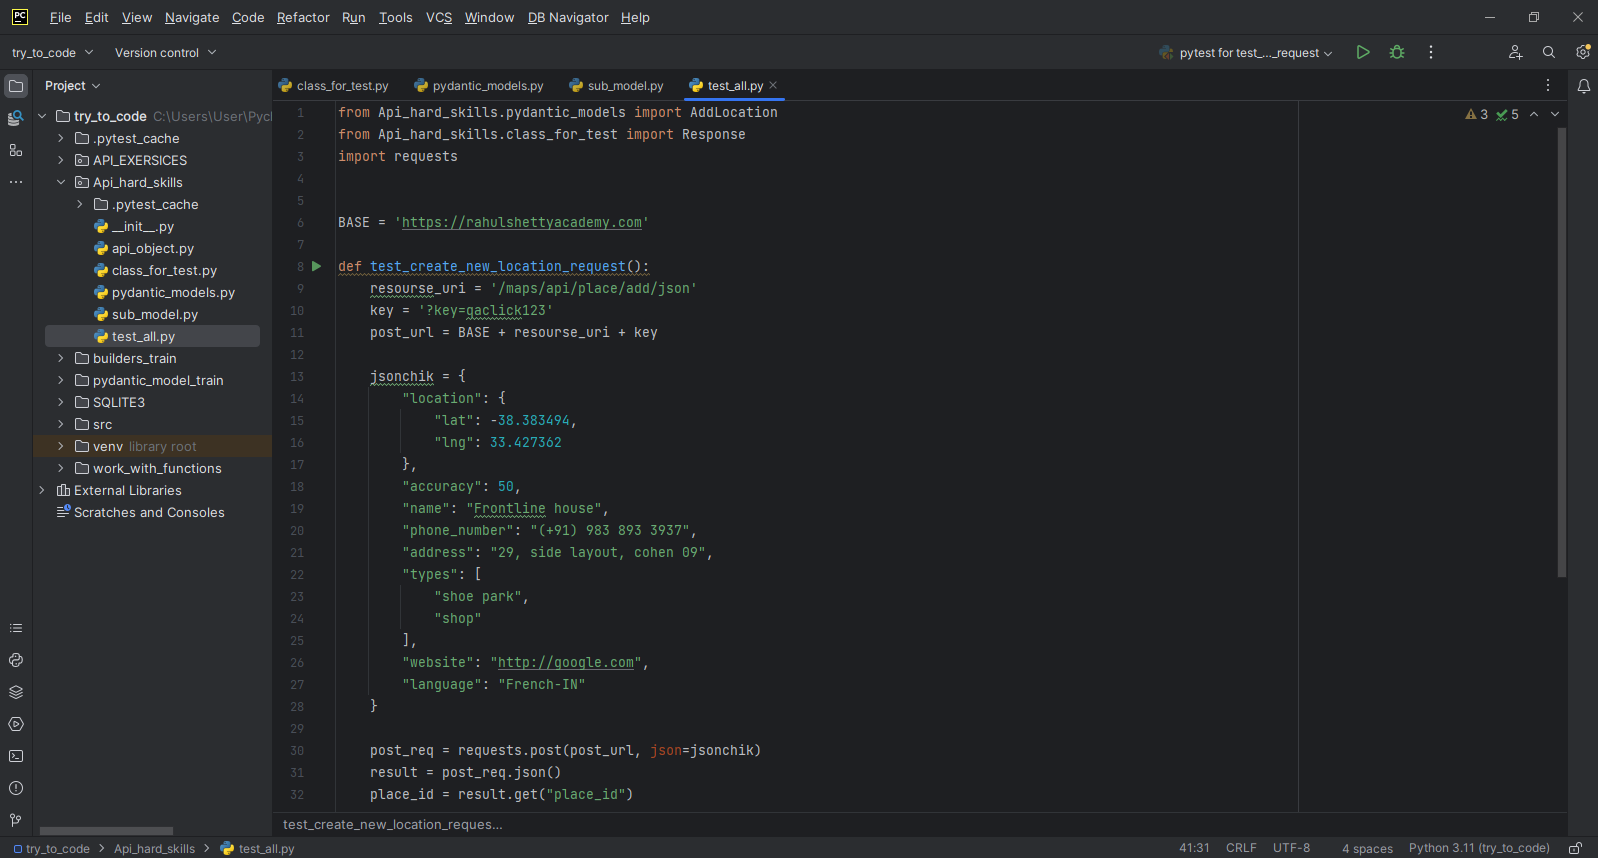 PC File Edit View Navigate Code Refactor Run Tools VCS Window DB Navigator Help
try_to_code Version control pytest for test_..._request
Project
class_for_test.py pydantic_models.py sub_model.py test_all.py
try_to_code C:\Users\User\Pyc
.pytest_cache
API_EXERSICES
Api_hard_skills
.pytest_cache
__init__.py
api_object.py
class_for_test.py
pydantic_models.py
sub_model.py
test_all.py
builders_train
pydantic_model_train
SQLITE3
src
venv library root
work_with_functions
External Libraries
Scratches and Consoles
3 5
1 from Api_hard_skills.pydantic_models import AddLocation
2 from Api_hard_skills.class_for_test import Response
3 import requests
4
5
6 BASE = 'https://rahulshettyacademy.com'
7
8 def test_create_new_location_request():
9 resourse_uri = '/maps/api/place/add/json'
10 key = '?key=qaclick123'
11 post_url = BASE + resourse_uri + key
12
13 jsonchik = {
14 "location": {
15 "lat": -38.383494,
16 "lng": 33.427362
17 },
18 "accuracy": 50,
19 "name": "Frontline house",
20 "phone_number": "(+91) 983 893 3937",
21 "address": "29, side layout, cohen 09",
22 "types": [
23 "shoe park",
24 "shop"
25 ],
26 "website": "http://google.com",
27 "language": "French-IN"
28 }
29
30 post_req = requests.post(post_url, json=jsonchik)
31 result = post_req.json()
32 place_id = result.get("place_id")
test_create_new_location_reques...
try_to_code > Api_hard_skills > test_all.py 41:31 CRLF UTF-8 4 spaces Python 3.11 (try_to_code)